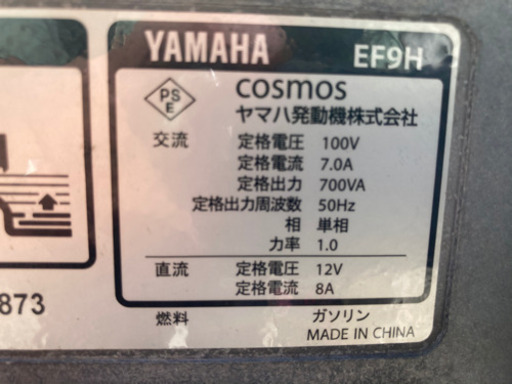 YAMAHA EF9H
PSE cosmos
ヤマハ発動機株式会社
交流 定格電圧 100V
定格電流 7.0A
定格出力 700VA
定格出力周波数 50Hz
相 単相
力率 1.0
直流 定格電圧 12V
定格電流 8A
873
燃料 ガソリン
MADE IN CHINA